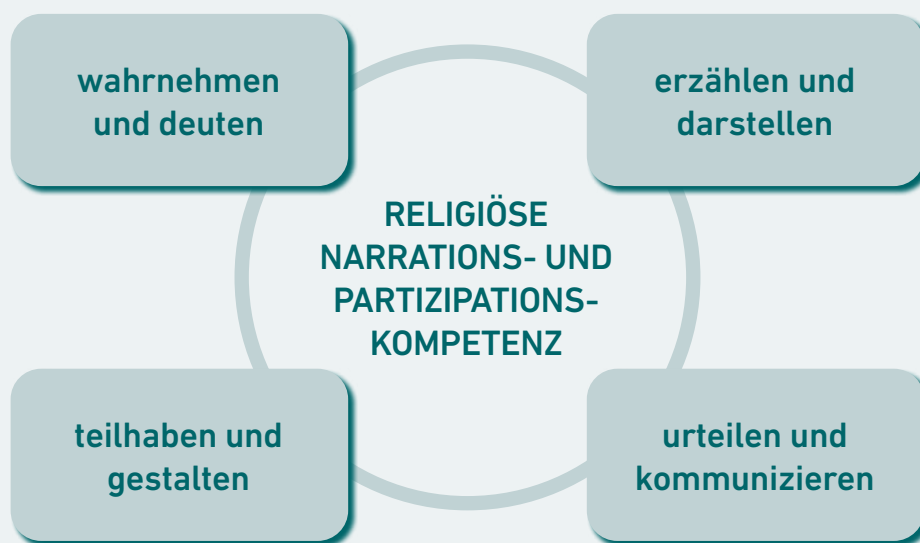 wahrnehmen
und deuten
erzählen und
darstellen
RELIGIÖSE
NARRATIONS- UND
PARTIZIPATIONS-
KOMPETENZ
teilhaben und
gestalten
urteilen und
kommunizieren